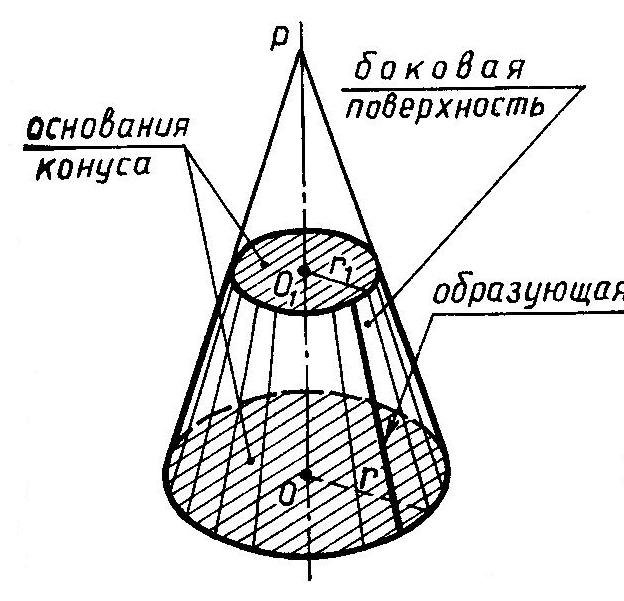 P
боковая
поверхность
основания
конуса
O₁
r₁
образующая
O
r